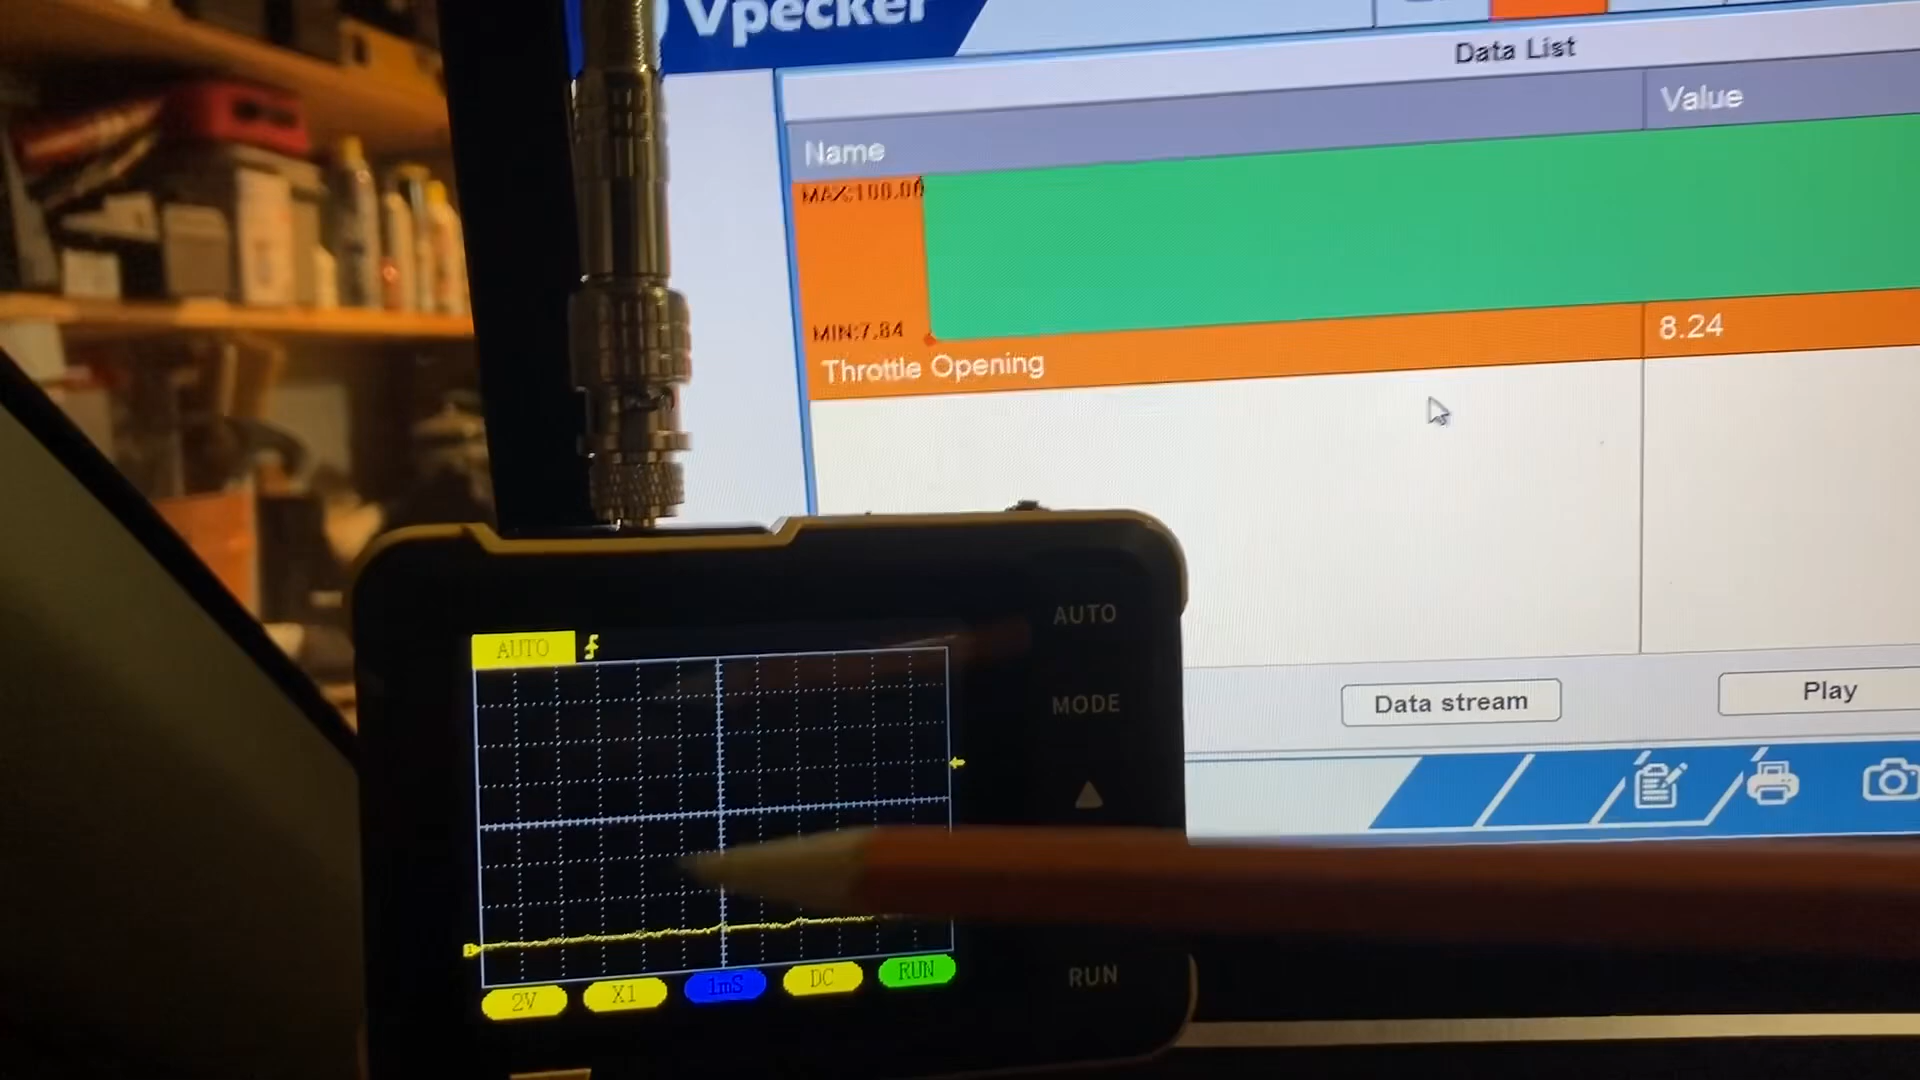 Vpecker
Data List
Name
Value
MAX:100.00
MIN:7.84
8.24
Throttle Opening
Data stream
Play
AUTO
AUTO
MODE
RUN
1
2V
X1
1mS
DC
RUN